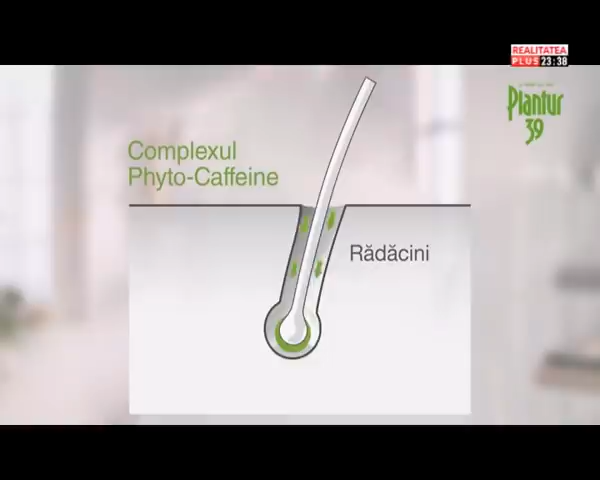 REALITATEA
PLUS 23:38
Plantur
39
Complexul
Phyto-Caffeine
Rădăcini